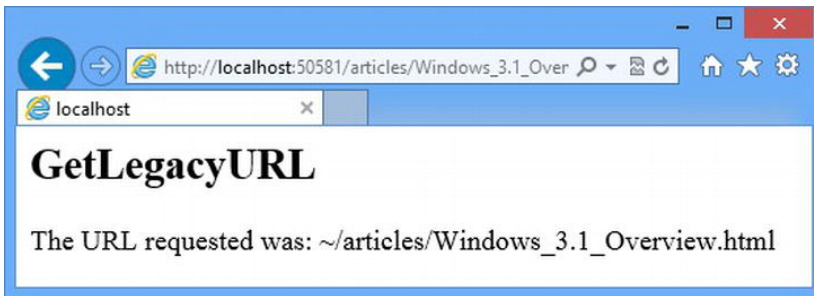 http://localhost:50581/articles/Windows_3.1_Over
localhost
GetLegacyURL
The URL requested was: ~/articles/Windows_3.1_Overview.html